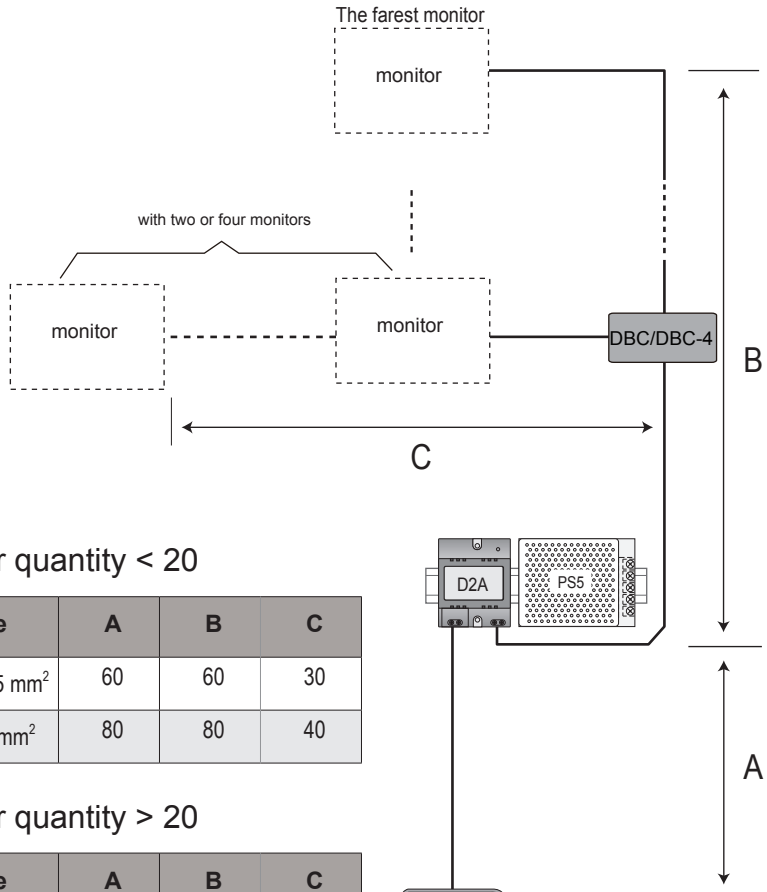 The farest monitor
monitor
with two or four monitors
monitor
monitor
DBC/DBC-4
B
C
D2A
PS5
quantity < 20
A B C
mm²
60 60 30
mm²
80 80 40
A
quantity > 20
A B C